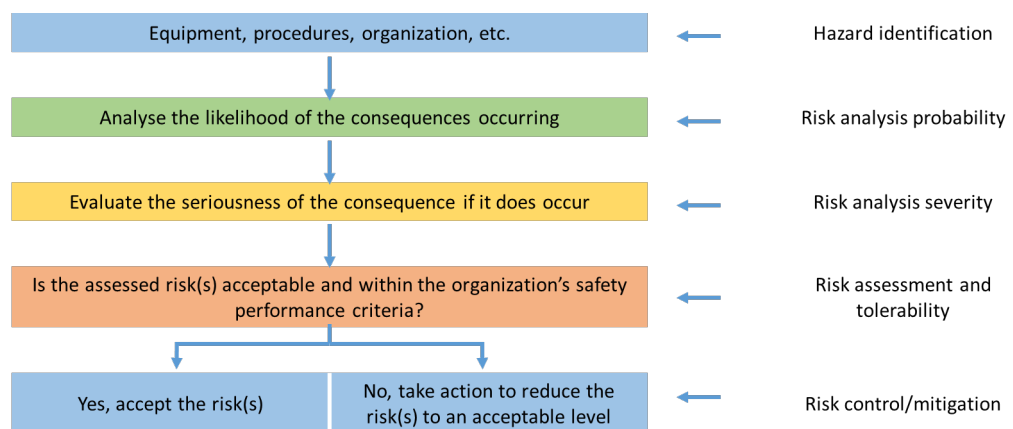 Equipment, procedures, organization, etc.
Hazard identification
Analyse the likelihood of the consequences occurring
Risk analysis probability
Evaluate the seriousness of the consequence if it does occur
Risk analysis severity
Is the assessed risk(s) acceptable and within the organization's safety
performance criteria?
Risk assessment and
tolerability
Yes, accept the risk(s)
No, take action to reduce the
risk(s) to an acceptable level
Risk control/mitigation